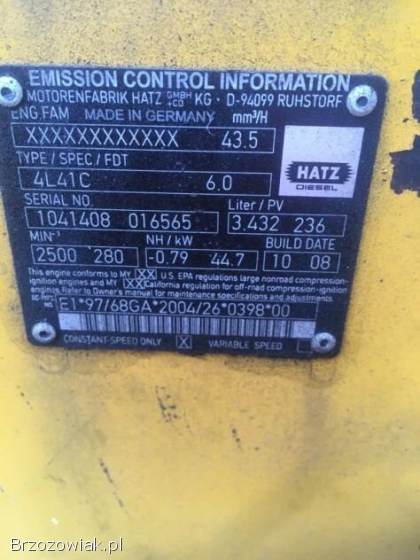 EMISSION CONTROL INFORMATION
MOTORENFABRIK HATZ GMBH +CO KG · D-94099 RUHSTORF
ENG.FAM MADE IN GERMANY mm³/H
XXXXXXXXXXXX 43.5
TYPE / SPEC / FDT
4L41C 6.0
HATZ
DIESEL
SERIAL NO. Liter / PV
1041408 016565 3.432 236
MIN⁻¹ NH / kW BUILD DATE
2500 280 -0.79 44.7 10 08
This engine conforms to MY XX U.S. EPA regulations large nonroad compression-
ignition engines and MY XX California regulation for off-road compression-ignition
engines. Refer to Owner's manual for maintenance specifications and adjustments.
E1*97/68GA*2004/26*0398*00
CONSTANT-SPEED ONLY X VARIABLE SPEED
Brzozowiak.pl